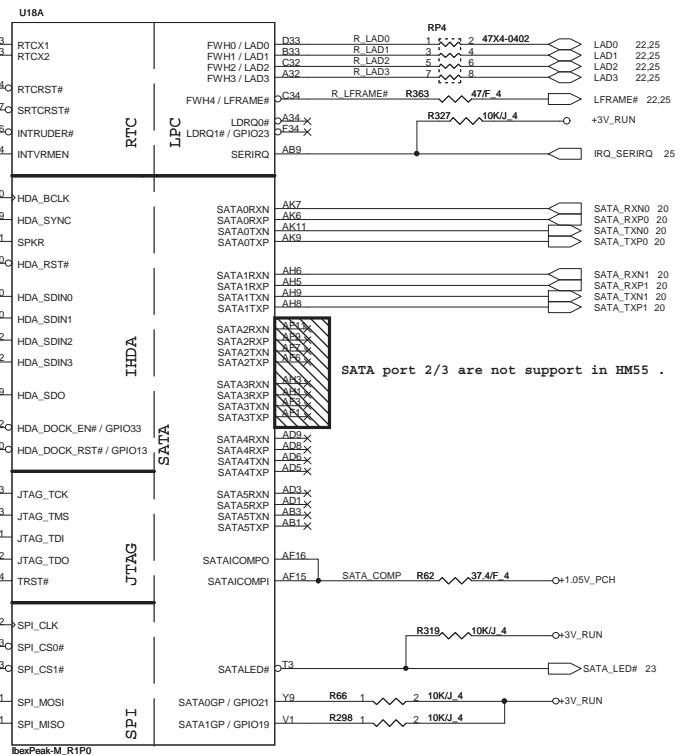 U18A
RTCX1
RTCX2
RTCRST#
SRTCRST#
INTRUDER#
INTVRMEN
RTC
LPC
FWH0 / LAD0 D33 R_LAD0
FWH1 / LAD1 B33 R_LAD1
FWH2 / LAD2 C32 R_LAD2
FWH3 / LAD3 A32 R_LAD3
RP4
1 2 47X4-0402
3 4
5 6
7 8
LAD0 22,25
LAD1 22,25
LAD2 22,25
LAD3 22,25
FWH4 / LFRAME# C34 R_LFRAME# R363 47/F_4 LFRAME# 22,25
LDRQ0# A34
LDRQ1# / GPIO23 F34
R327 10K/J_4 +3V_RUN
SERIRQ AB9 IRQ_SERIRQ 25
HDA_BCLK
HDA_SYNC
SPKR
HDA_RST#
HDA_SDIN0
HDA_SDIN1
HDA_SDIN2
HDA_SDIN3
HDA_SDO
HDA_DOCK_EN# / GPIO33
HDA_DOCK_RST# / GPIO13
IHDA
SATA
SATA0RXN AK7 SATA_RXN0 20
SATA0RXP AK6 SATA_RXP0 20
SATA0TXN AK11 SATA_TXN0 20
SATA0TXP AK9 SATA_TXP0 20
SATA1RXN AH6 SATA_RXN1 20
SATA1RXP AH5 SATA_RXP1 20
SATA1TXN AH9 SATA_TXN1 20
SATA1TXP AH8 SATA_TXP1 20
SATA2RXN AF11
SATA2RXP AF9
SATA2TXN AF7
SATA2TXP AF6
SATA3RXN AH3
SATA3RXP AH1
SATA3TXN AF3
SATA3TXP AF1
SATA port 2/3 are not support in HM55 .
SATA4RXN AD9
SATA4RXP AD8
SATA4TXN AD6
SATA4TXP AD5
SATA5RXN AD3
SATA5RXP AD1
SATA5TXN AB3
SATA5TXP AB1
JTAG_TCK
JTAG_TMS
JTAG_TDI
JTAG_TDO
TRST#
JTAG
SATAICOMPO AF16
SATAICOMPI AF15 SATA_COMP R62 37.4/F_4 +1.05V_PCH
SPI_CLK
SPI_CS0#
SPI_CS1#
SPI_MOSI
SPI_MISO
SPI
R319 10K/J_4 +3V_RUN
SATALED# T3 SATA_LED# 23
SATA0GP / GPIO21 Y9 R66 1 2 10K/J_4 +3V_RUN
SATA1GP / GPIO19 V1 R298 1 2 10K/J_4
IbexPeak-M_R1P0